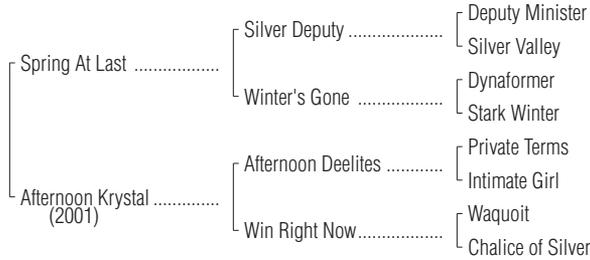 Deputy Minister
Silver Deputy ....................
Silver Valley
Spring At Last ..................
Dynaformer
Winter's Gone ..................
Stark Winter
Private Terms
Afternoon Deelites ............
Intimate Girl
Afternoon Krystal ..............
(2001)
Waquoit
Win Right Now..................
Chalice of Silver